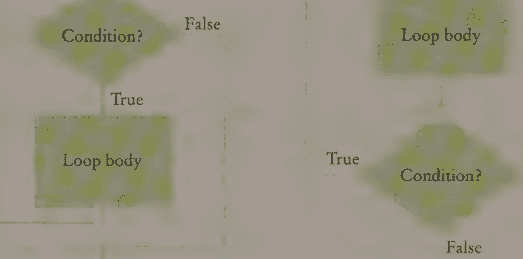 Condition?
False
True
Loop body
Loop body
True
Condition?
False